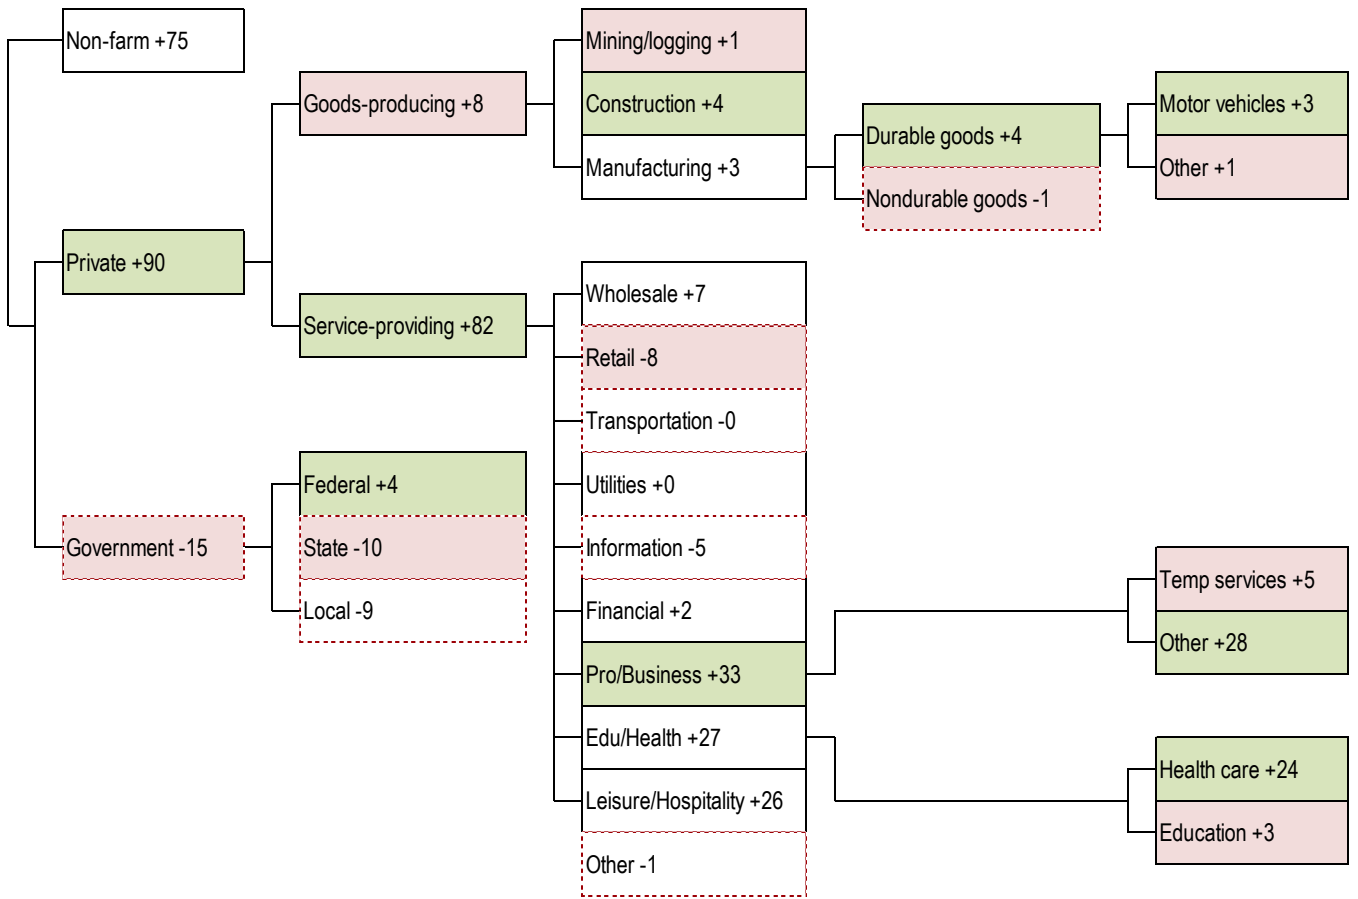 Non-farm +75
Private +90
Government -15
Goods-producing +8
Service-providing +82
Federal +4
State -10
Local -9
Mining/logging +1
Construction +4
Manufacturing +3
Wholesale +7
Retail -8
Transportation -0
Utilities +0
Information -5
Financial +2
Pro/Business +33
Edu/Health +27
Leisure/Hospitality +26
Other -1
Durable goods +4
Nondurable goods -1
Motor vehicles +3
Other +1
Temp services +5
Other +28
Health care +24
Education +3